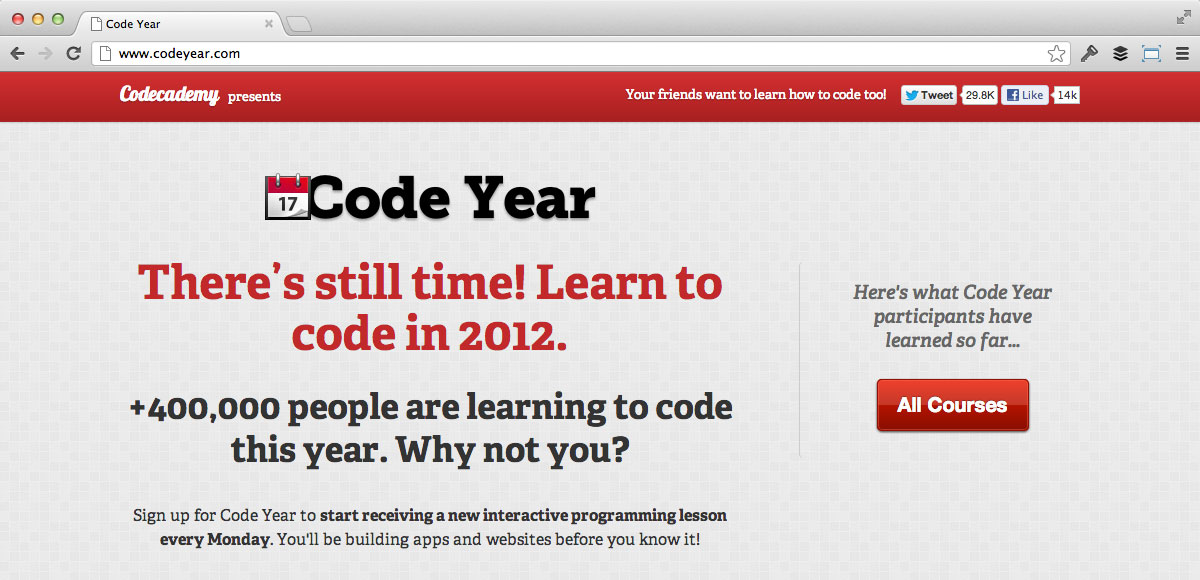 Code Year
www.codeyear.com
Codecademy presents
Your friends want to learn how to code too!
Tweet
29.8K
Like
14k
17
Code Year
There's still time! Learn to
code in 2012.
+400,000 people are learning to code
this year. Why not you?
Sign up for Code Year to start receiving a new interactive programming lesson
every Monday. You'll be building apps and websites before you know it!
Here's what Code Year
participants have
learned so far...
All Courses